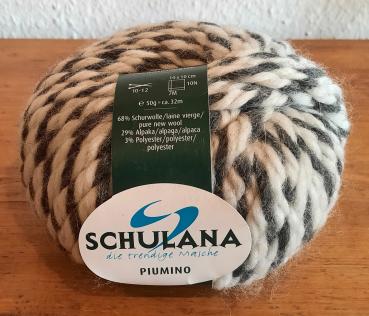 14 x 10 cm
10-12
10N
7M
50g - ca. 32m
68% Schurwolle/laine vierge/
pure new wool
29% Alpaka/alpaga/alpaca
3% Polyester/polyester/
polyester
SCHULANA
die trendige Masche
PIUMINO